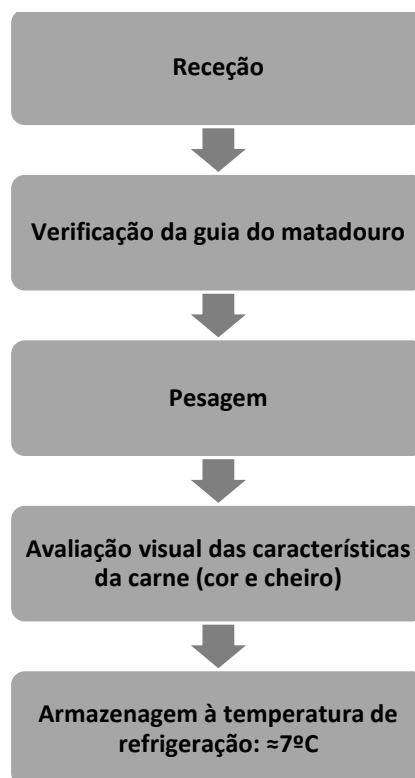 Receção
Verificação da guia do matadouro
Pesagem
Avaliação visual das características
da carne (cor e cheiro)
Armazenagem à temperatura de
refrigeração: ≈7ºC